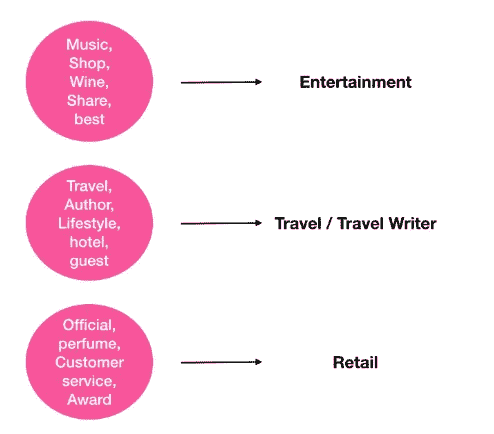 Music,
Shop,
Wine,
Share,
best
Entertainment
Travel,
Author,
Lifestyle,
hotel,
guest
Travel / Travel Writer
Official,
perfume,
Customer
service,
Award
Retail